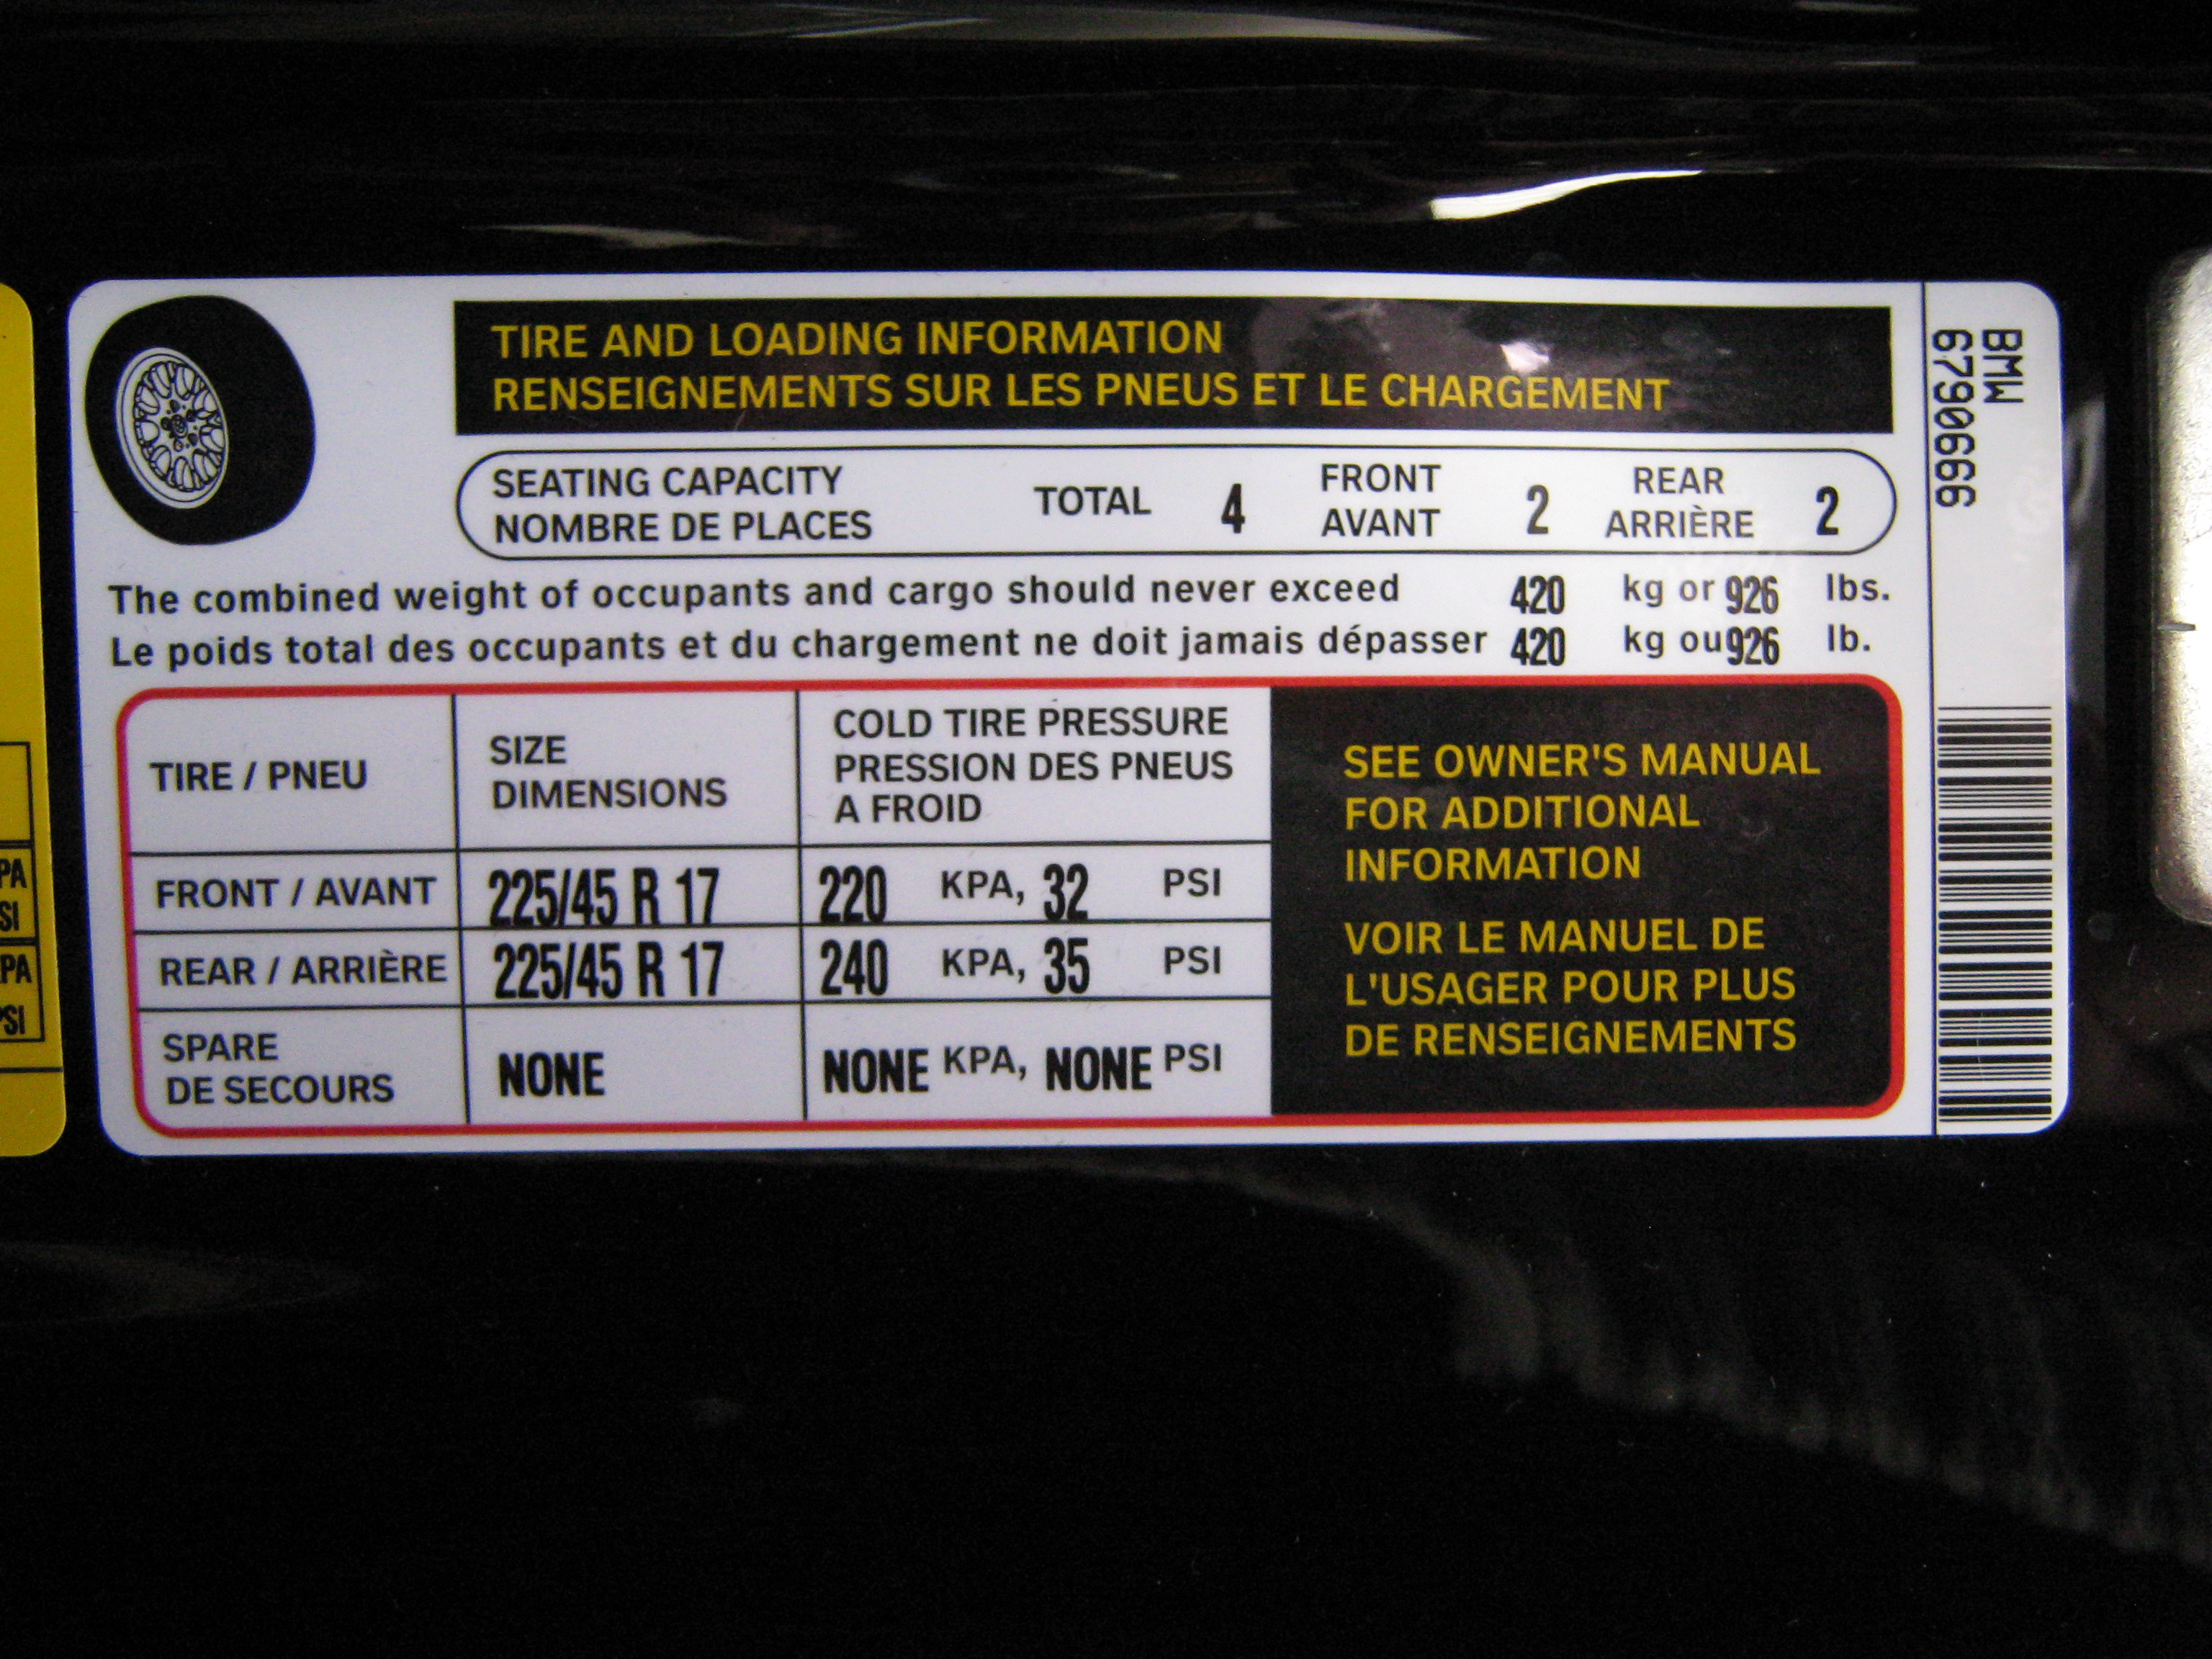 TIRE AND LOADING INFORMATION
RENSEIGNEMENTS SUR LES PNEUS ET LE CHARGEMENT
SEATING CAPACITY
NOMBRE DE PLACES
TOTAL 4
FRONT
AVANT
2
REAR
ARRIÈRE
2
The combined weight of occupants and cargo should never exceed 420 kg or 926 lbs.
Le poids total des occupants et du chargement ne doit jamais dépasser 420 kg ou 926 lb.
TIRE / PNEU
SIZE
DIMENSIONS
COLD TIRE PRESSURE
PRESSION DES PNEUS
A FROID
FRONT / AVANT 225/45 R 17 220 KPA, 32 PSI
REAR / ARRIÈRE 225/45 R 17 240 KPA, 35 PSI
SPARE
DE SECOURS
NONE NONE KPA, NONE PSI
SEE OWNER'S MANUAL
FOR ADDITIONAL
INFORMATION
VOIR LE MANUEL DE
L'USAGER POUR PLUS
DE RENSEIGNEMENTS
BMW
6790666